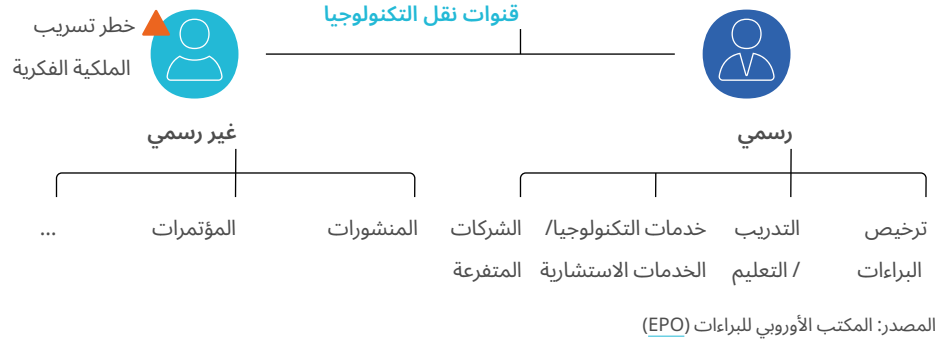 قنوات نقل التكنولوجيا
خطر تسريب
الملكية الفكرية
رسمي
غير رسمي
ترخيص
البراءات
التدريب
/ التعليم
خدمات التكنولوجيا/
الخدمات الاستشارية
الشركات
المتفرعة
المنشورات
المؤتمرات
...
المصدر: المكتب الأوروبي للبراءات (EPO)